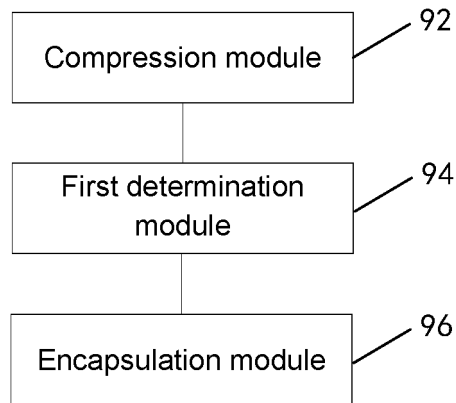 92
Compression module
94
First determination
module
96
Encapsulation module